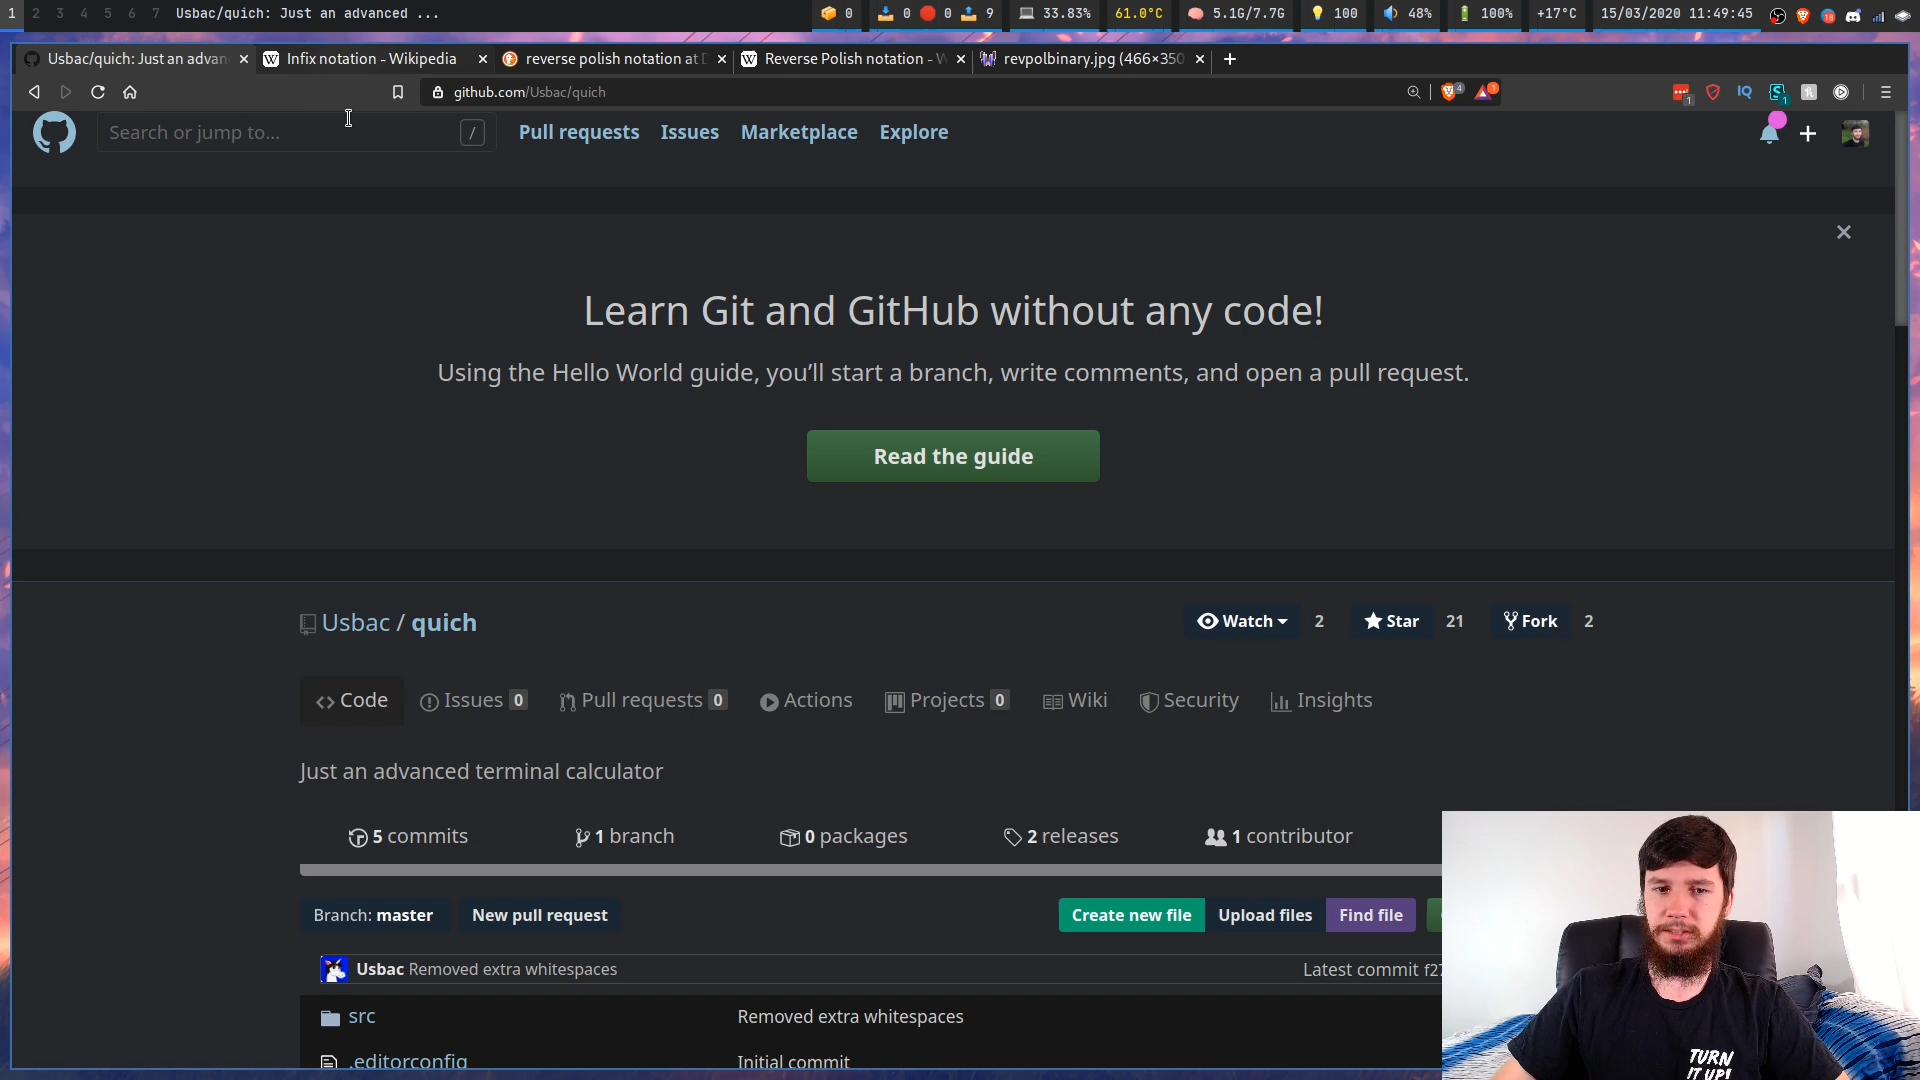 1 2 3 4 5 6 7 Usbac/quich: Just an advanced ... 0 0 0 9 33.83% 61.0°C 5.1G/7.7G 100 48% 100% +17°C 15/03/2020 11:49:45
Usbac/quich: Just an advan Infix notation - Wikipedia reverse polish notation at D Reverse Polish notation - W revpolbinary.jpg (466×350
github.com/Usbac/quich
Search or jump to... / Pull requests Issues Marketplace Explore
Learn Git and GitHub without any code!
Using the Hello World guide, you’ll start a branch, write comments, and open a pull request.
Read the guide
Usbac / quich Watch 2 Star 21 Fork 2
Code Issues 0 Pull requests 0 Actions Projects 0 Wiki Security Insights
Just an advanced terminal calculator
5 commits 1 branch 0 packages 2 releases 1 contributor
Branch: master New pull request Create new file Upload files Find file
Usbac Removed extra whitespaces Latest commit f27
src Removed extra whitespaces
.editorconfig Initial commit
TURN
IT UP!